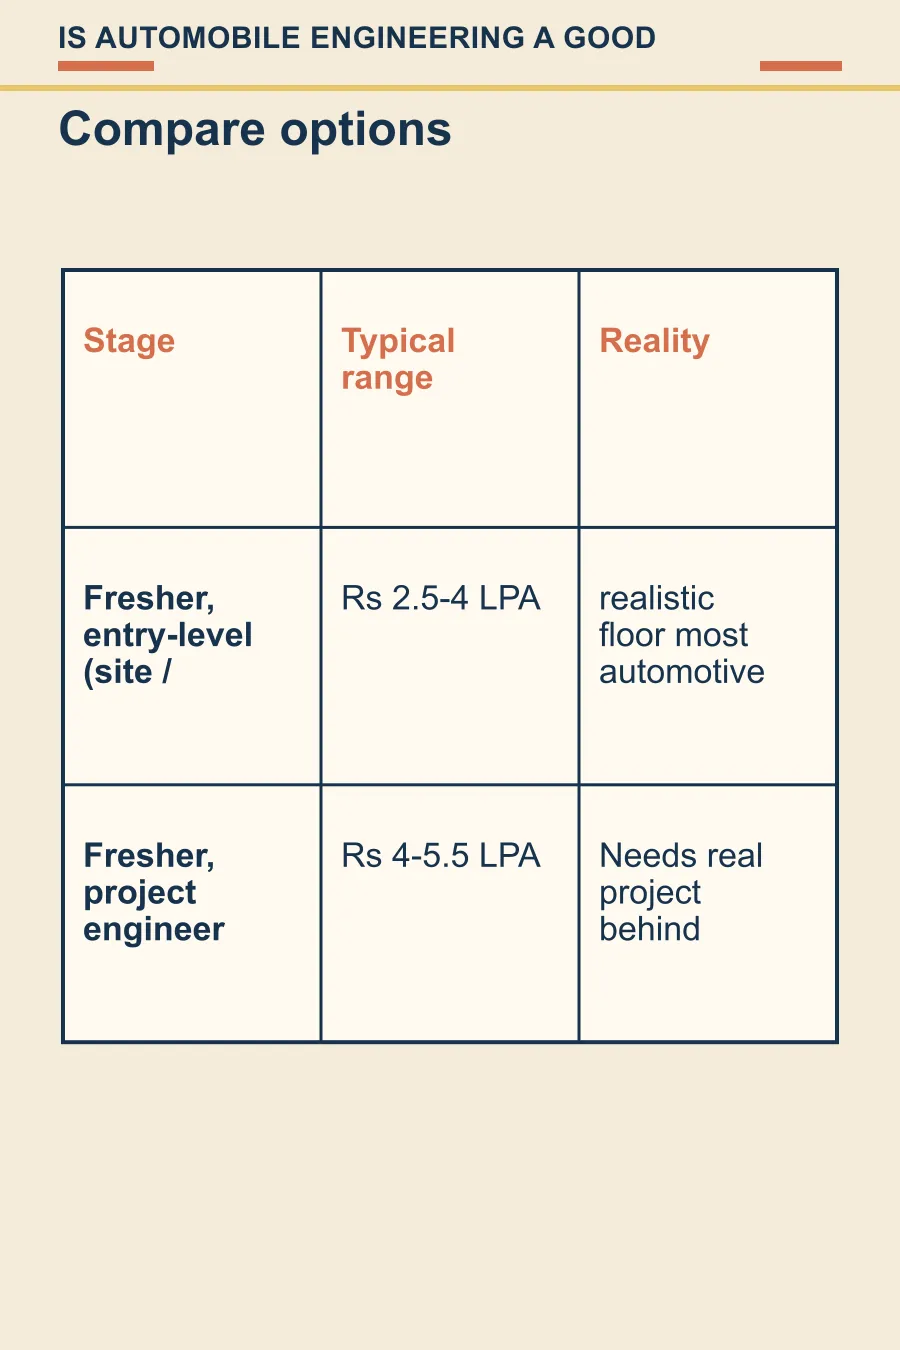 IS AUTOMOBILE ENGINEERING A GOOD
Compare options
Stage
Typical
range
Reality
Fresher,
entry-level
(site /
Rs 2.5-4 LPA
realistic
floor most
automotive
Fresher,
project
engineer
Rs 4-5.5 LPA
Needs real
project
behind